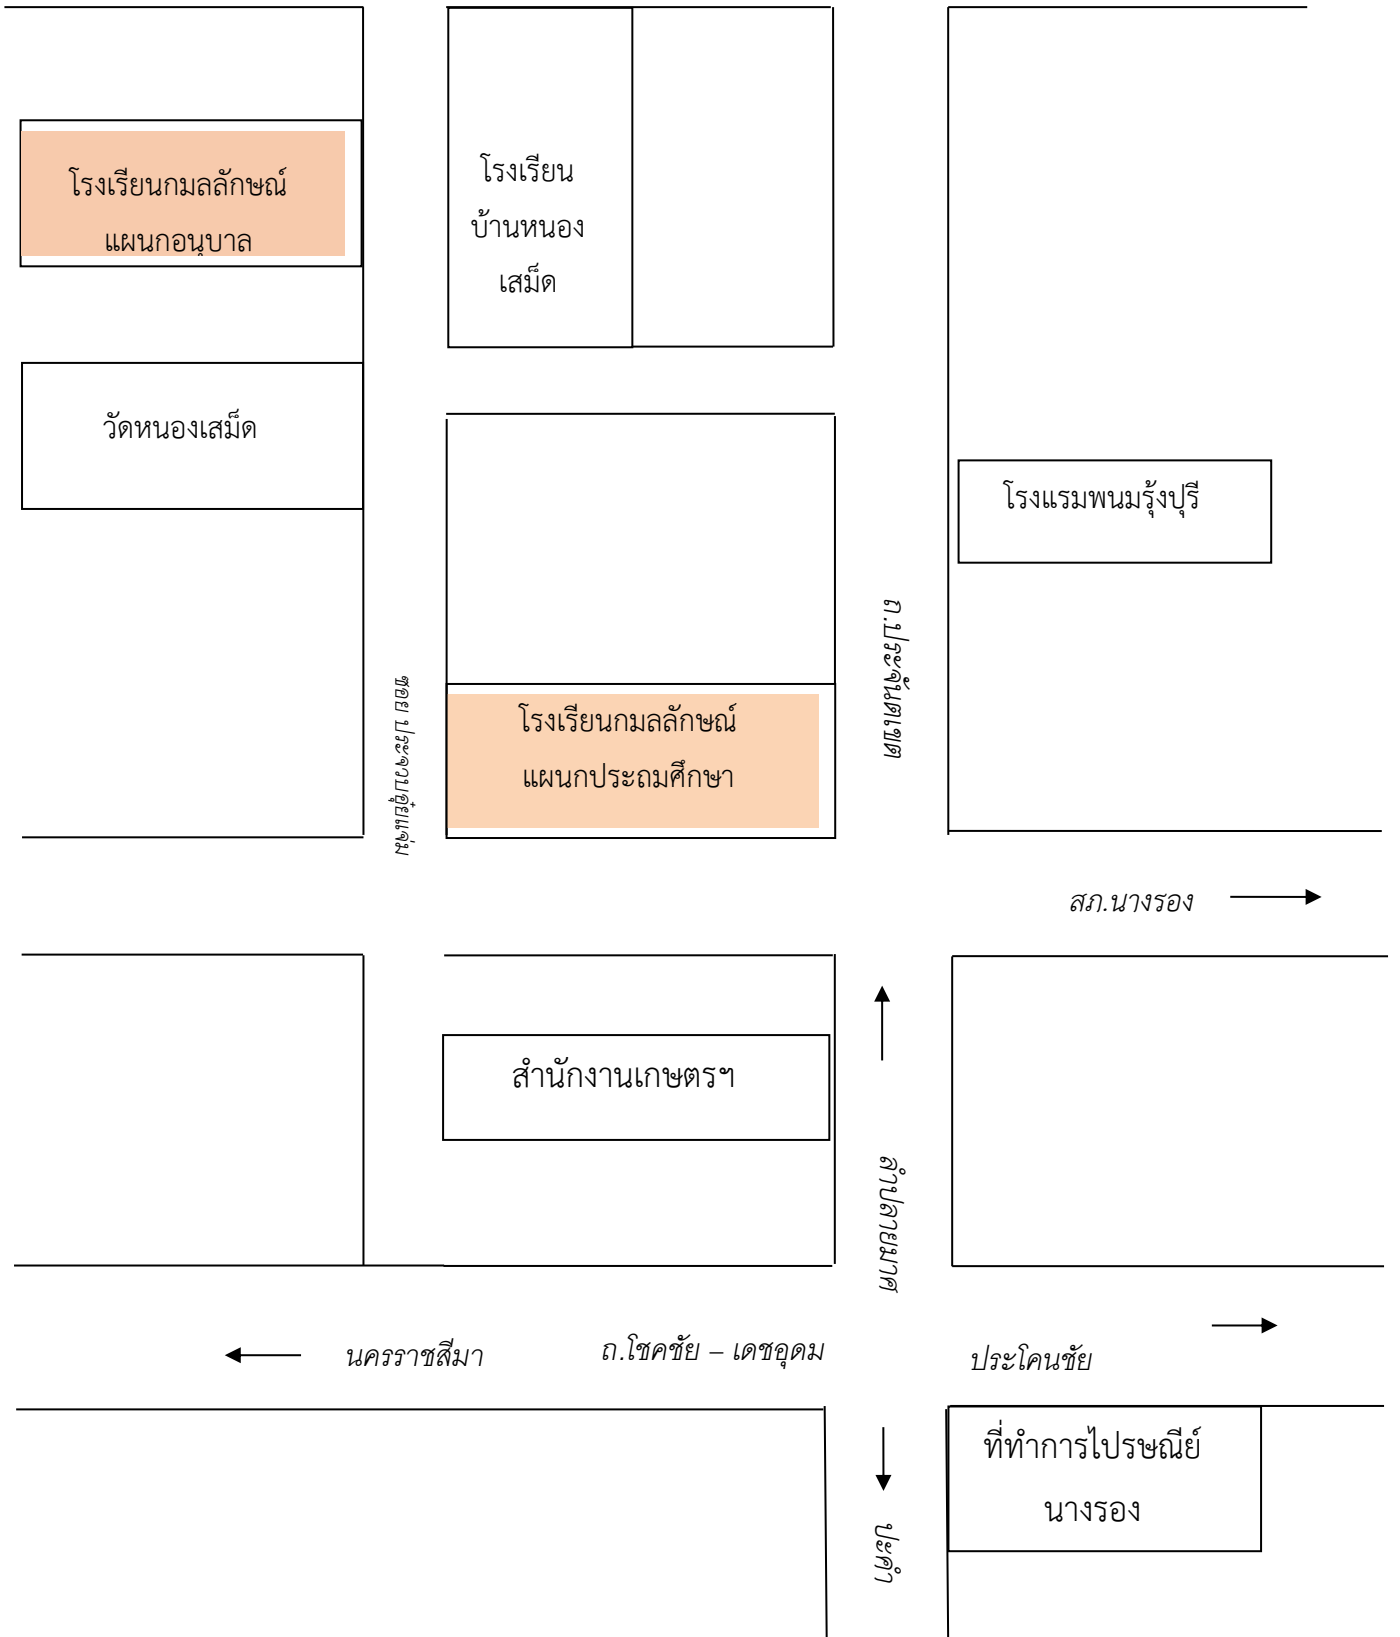 โรงเรียนกมลลักษณ์
แผนกอนุบาล
โรงเรียน
บ้านหนอง
เสม็ด
วัดหนองเสม็ด
โรงแรมพนมรุ้งปุรี
ถ.ประจันตเขต
ซอย ประจวบอุ๋ยแจ่ม
โรงเรียนกมลลักษณ์
แผนกประถมศึกษา
สภ.นางรอง
สำนักงานเกษตรฯ
ลำปลายมาศ
นครราชสีมา
ถ.โชคชัย – เดชอุดม
ประโคนชัย
ที่ทำการไปรษณีย์
นางรอง
ปะคำ